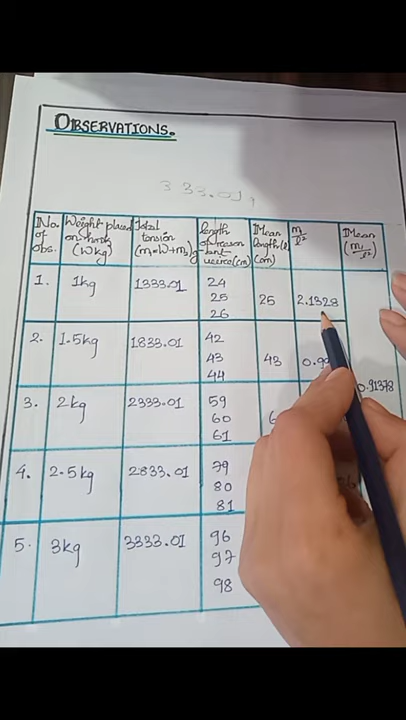 OBSERVATIONS.
333.01g
No. of obs. Weight placed on hook (W kg) Total tension (m=W+m₁)g length of (cm) Mean length(l) (cm) m/l² Mean (m/l²)
1. 1kg 1333.01 24 25 26 25 2.1328
2. 1.5kg 1833.01 42 43 44 43
3. 2kg 2333.01 59 60 61
0.91378
4. 2.5kg 2833.01 79 80 81
5. 3kg 3333.01 96 97 98